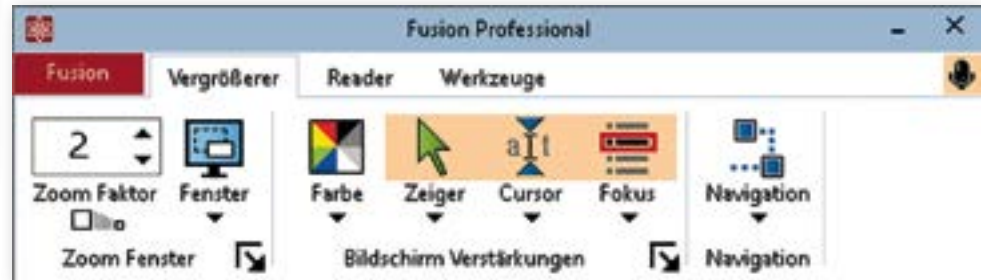 Fusion Professional
Fusion Vergrößerer Reader Werkzeuge
2 aIt
Zoom Faktor Fenster Farbe Zeiger Cursor Fokus Navigation
Zoom Fenster Bildschirm Verstärkungen Navigation